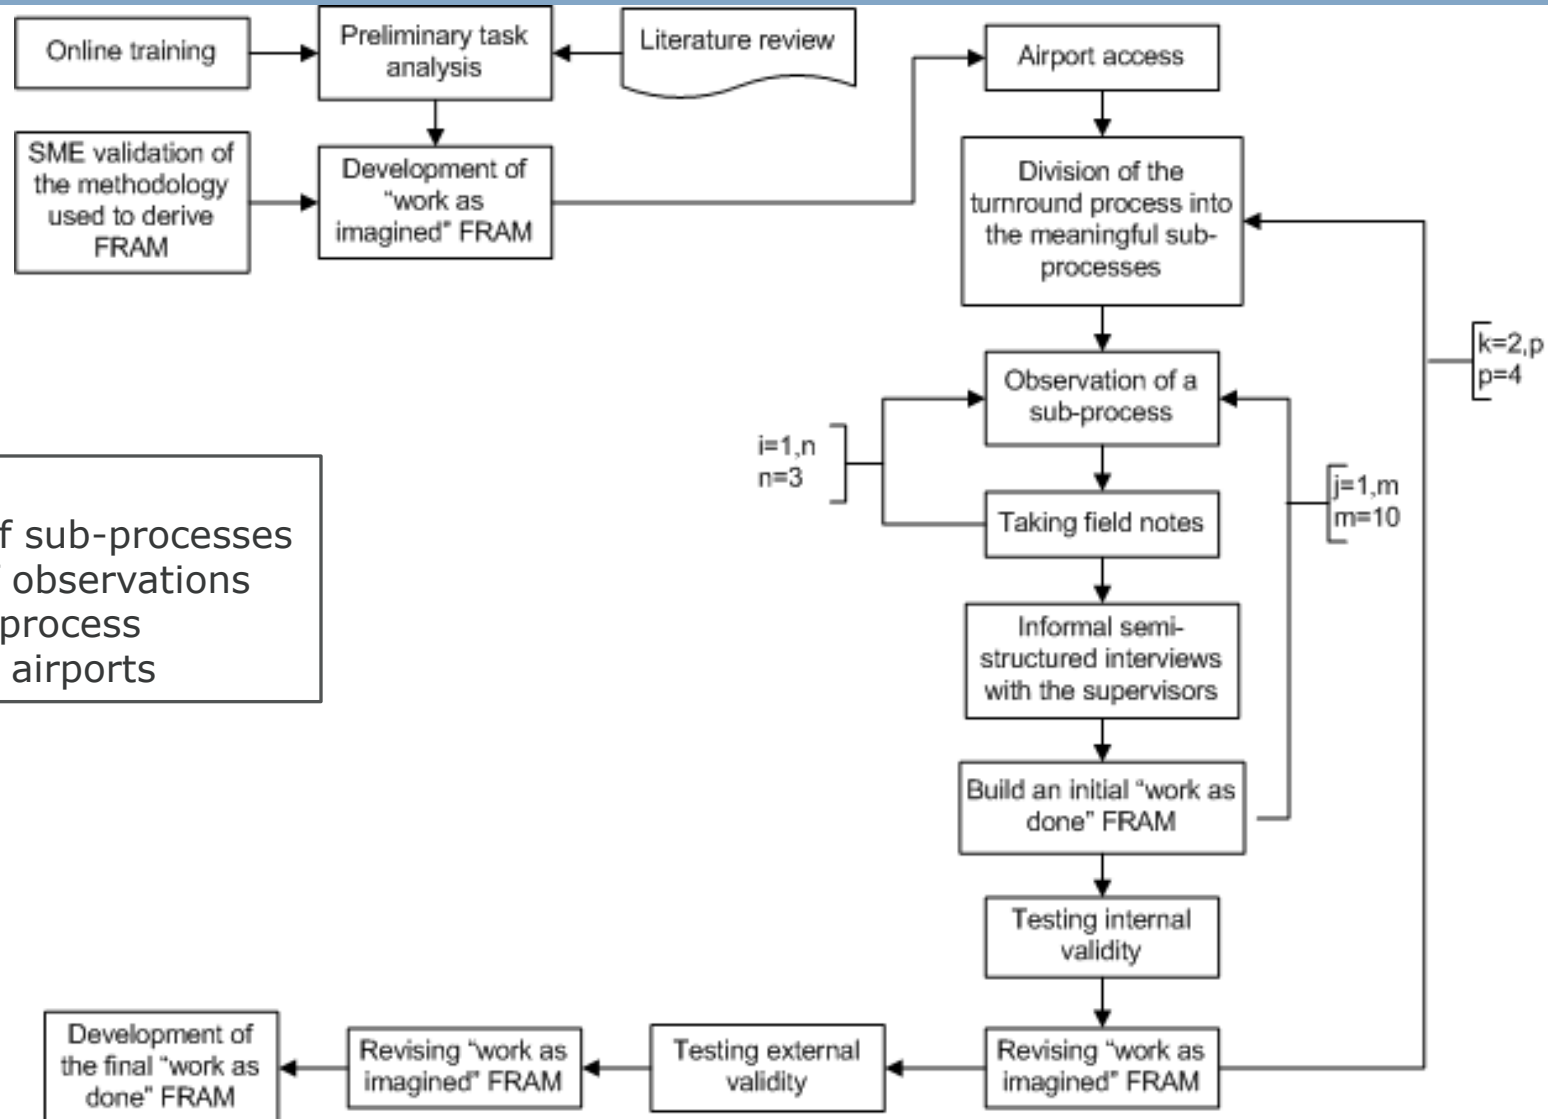 Online training
Preliminary task
analysis
Literature review
Airport access
SME validation of
the methodology
used to derive
FRAM
Development of
“work as
imagined” FRAM
Division of the
turnround process into
the meaningful sub-
processes
k=2,p
p=4
Observation of a
sub-process
i=1,n
n=3
j=1,m
m=10
Taking field notes
sub-processes
observations
process
airports
Informal semi-
structured interviews
with the supervisors
Build an initial “work as
done” FRAM
Testing internal
validity
Development of
the final “work as
done” FRAM
Revising “work as
imagined” FRAM
Testing external
validity
Revising “work as
imagined” FRAM